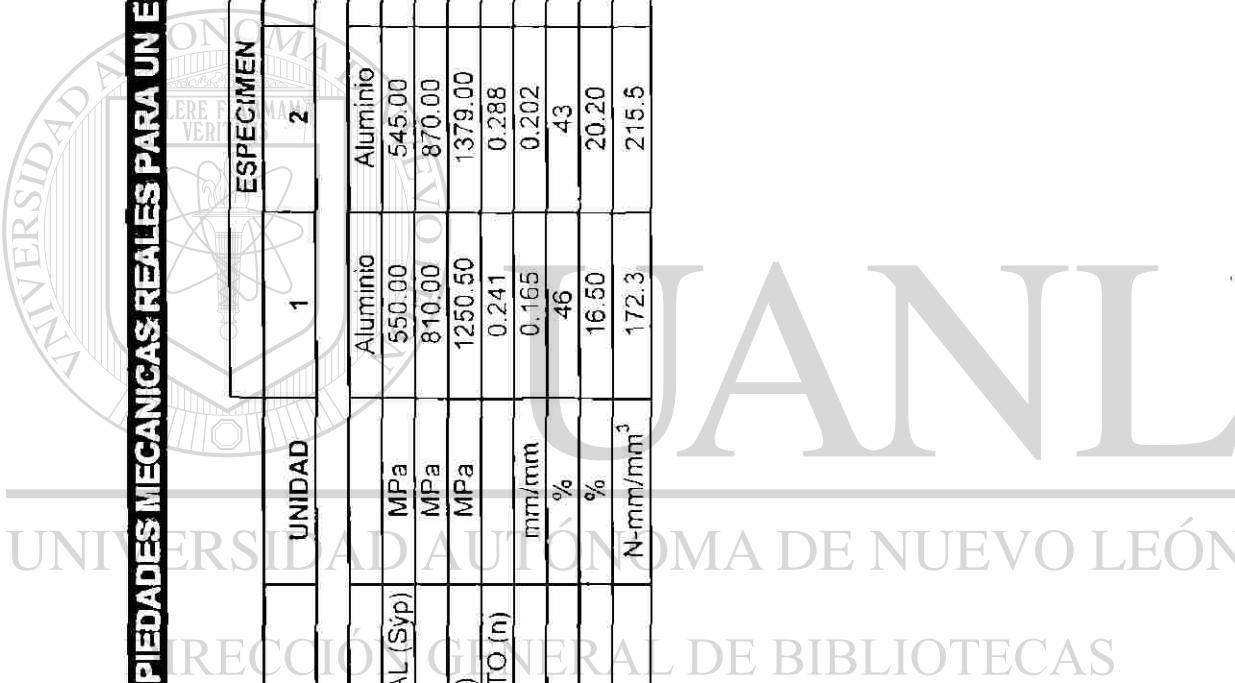 PIEDADES MECANICAS REALES PARA UN E
ESPECIMEN
UNIDAD 1 2
Aluminio Aluminio
AL (Syp) MPa 550.00 545.00
MPa 810.00 870.00
) MPa 1250.50 1379.00
TO (n) 0.241 0.288
mm/mm 0.165 0.202
% 46 43
% 16.50 20.20
N-mm/mm³ 172.3 215.5
UANL
UNIVERSIDAD AUTÓNOMA DE NUEVO LEÓN
DIRECCIÓN GENERAL DE BIBLIOTECAS